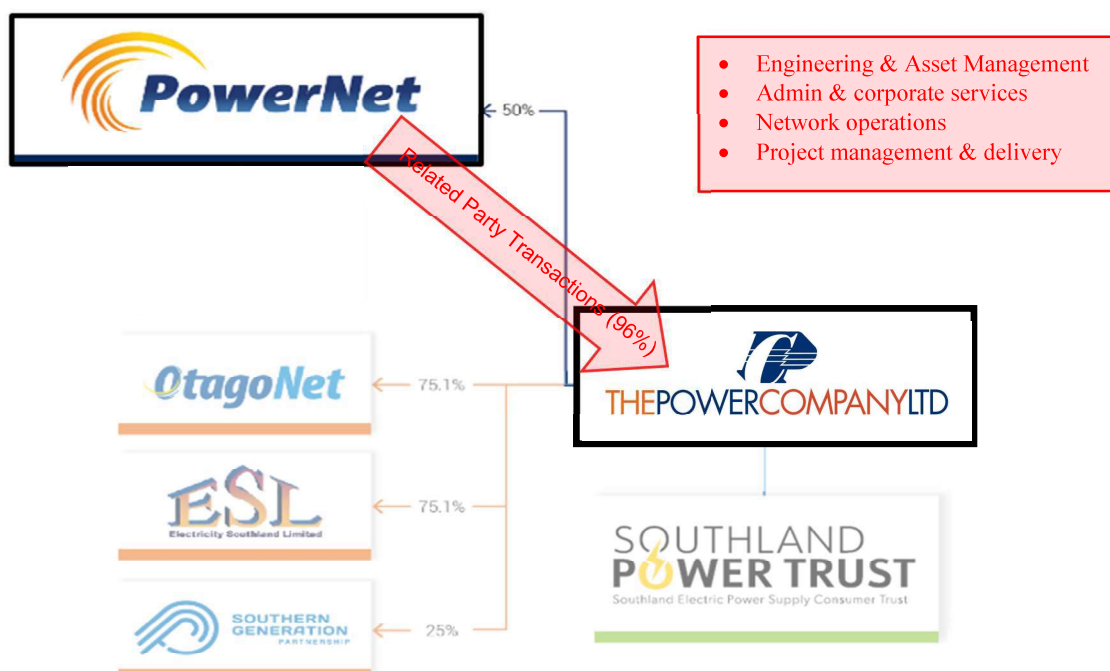 PowerNet
50%
• Engineering & Asset Management
• Admin & corporate services
• Network operations
• Project management & delivery
Related Party Transactions (96%)
OtagoNet
75.1%
THEPOWERCOMPANYLTD
ESL
Electricity Southland Limited
75.1%
SOUTHLAND
POWER TRUST
Southland Electric Power Supply Consumer Trust
SOUTHERN
GENERATION
PARTNERSHIP
25%